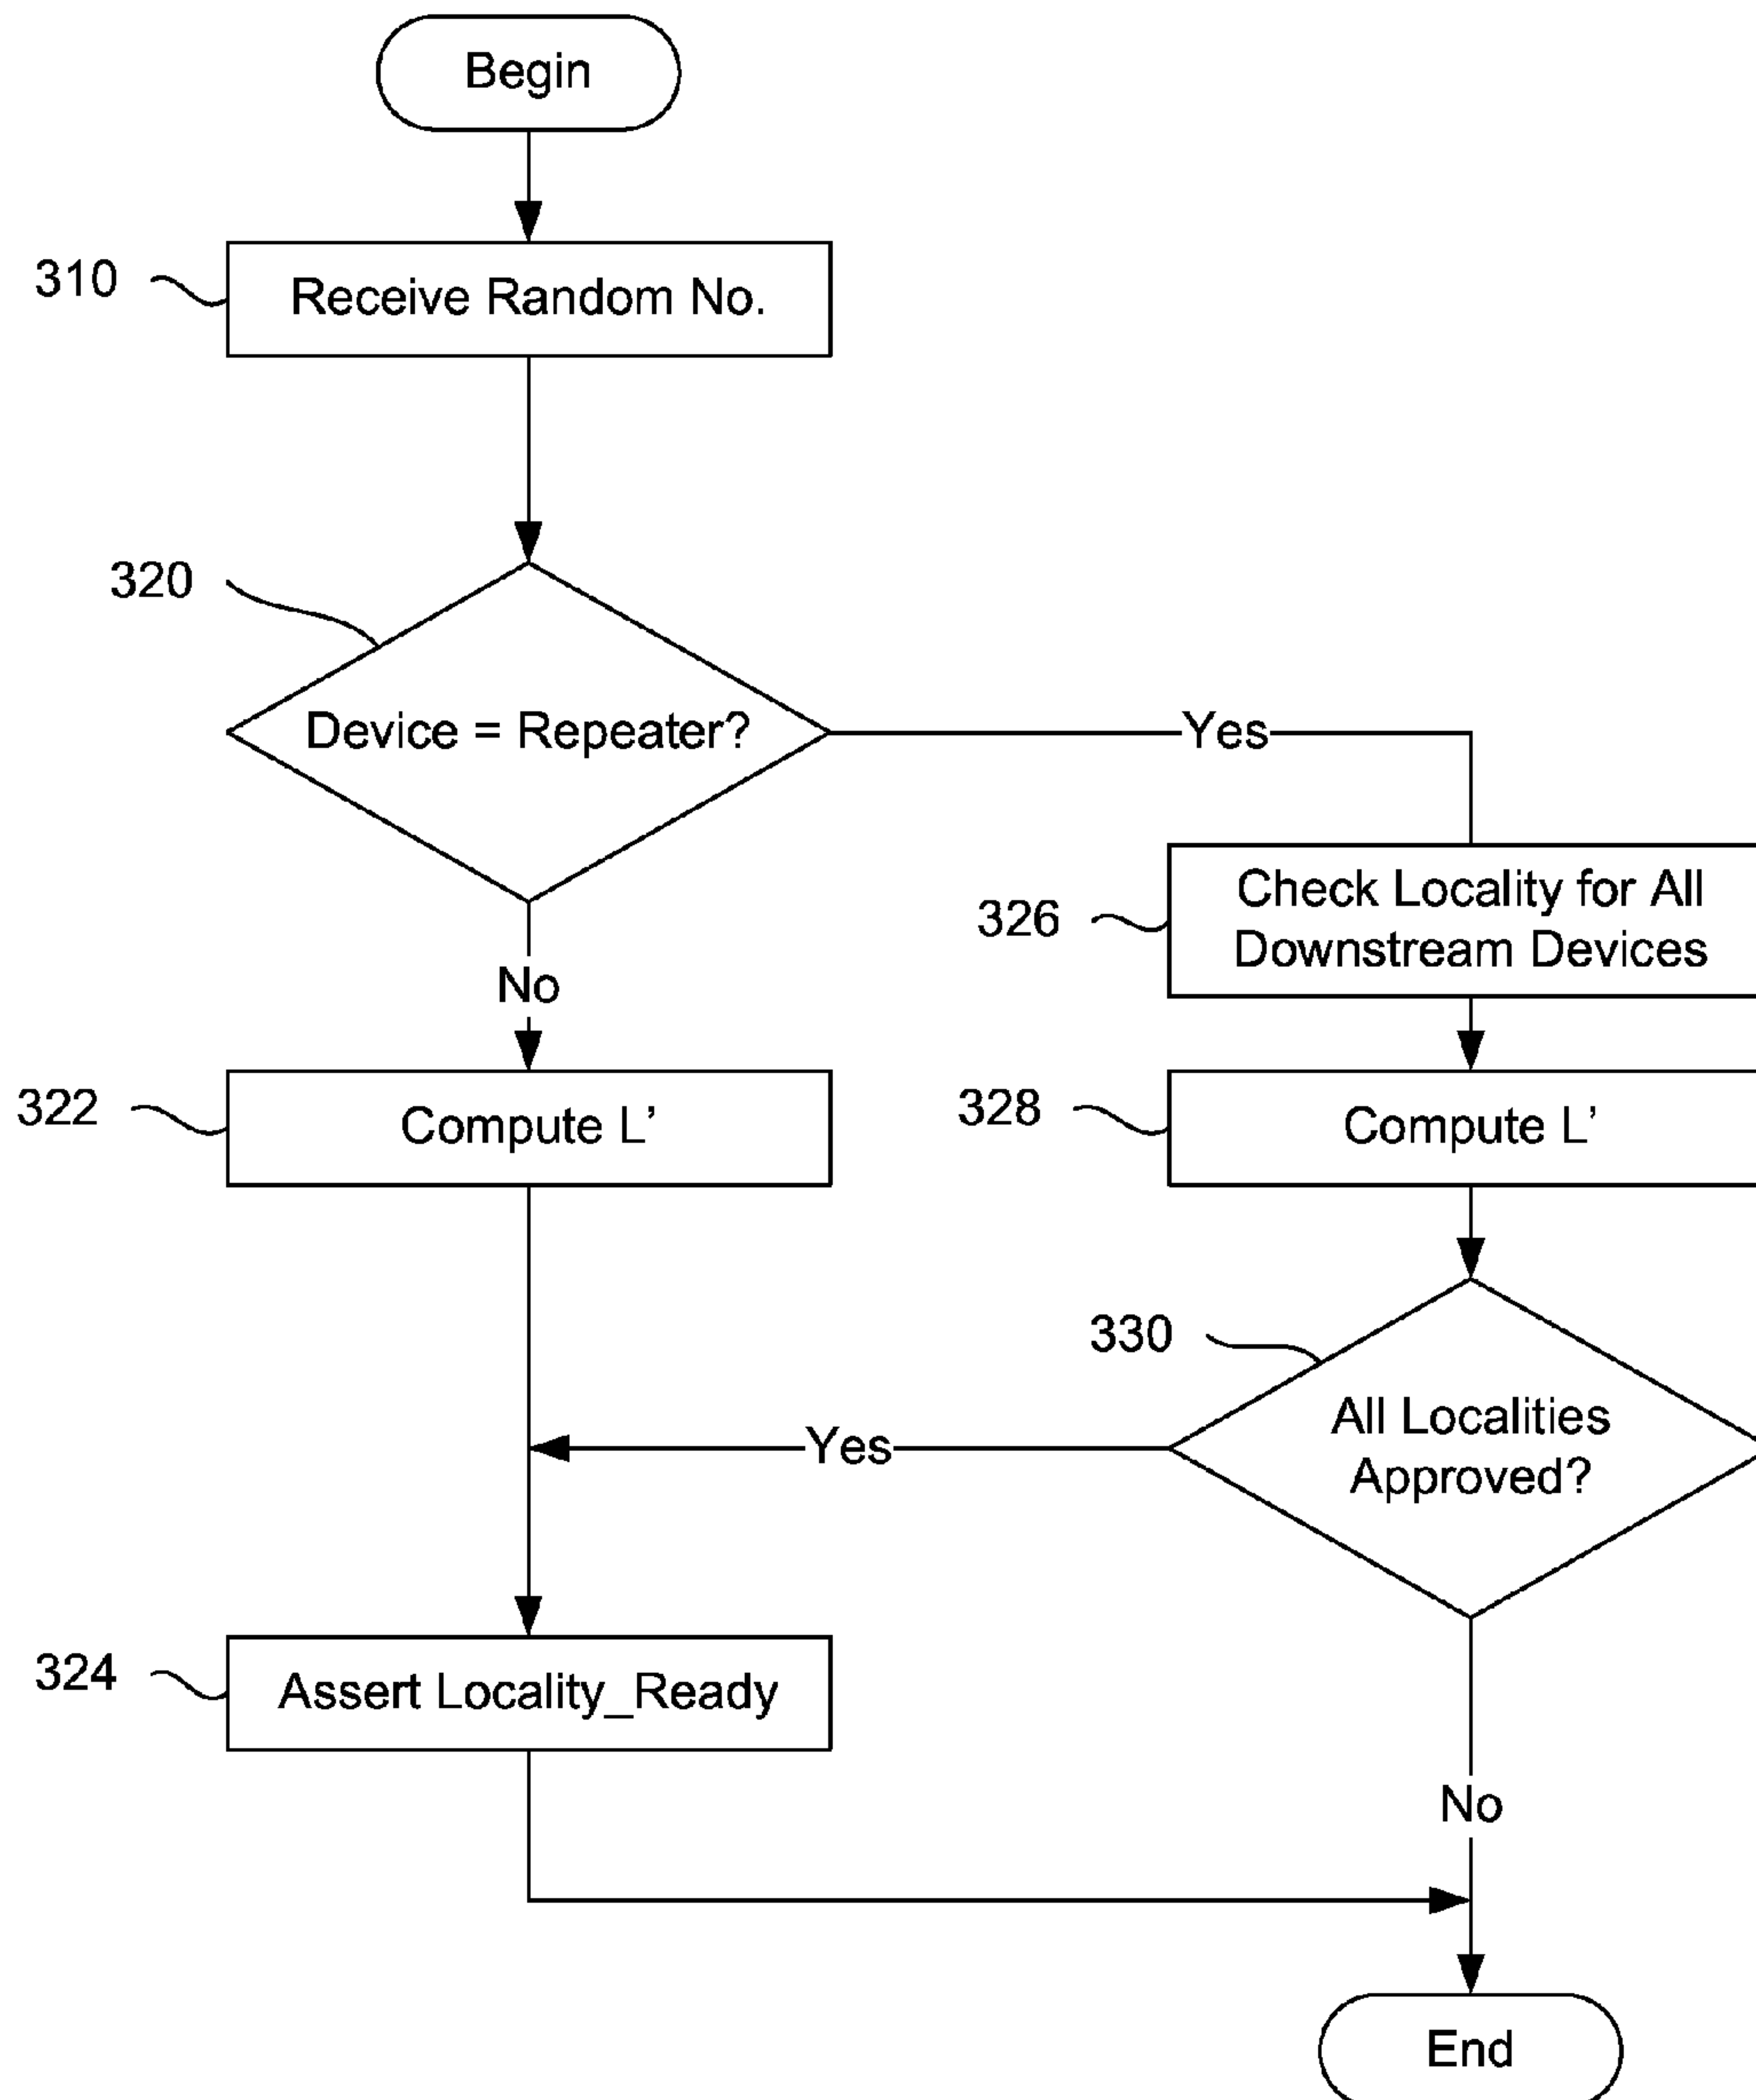 Begin
310
Receive Random No.
320
Device = Repeater?
Yes
326
Check Locality for All
Downstream Devices
No
322
Compute L’
328
Compute L’
330
All Localities
Approved?
Yes
324
Assert Locality_Ready
No
End